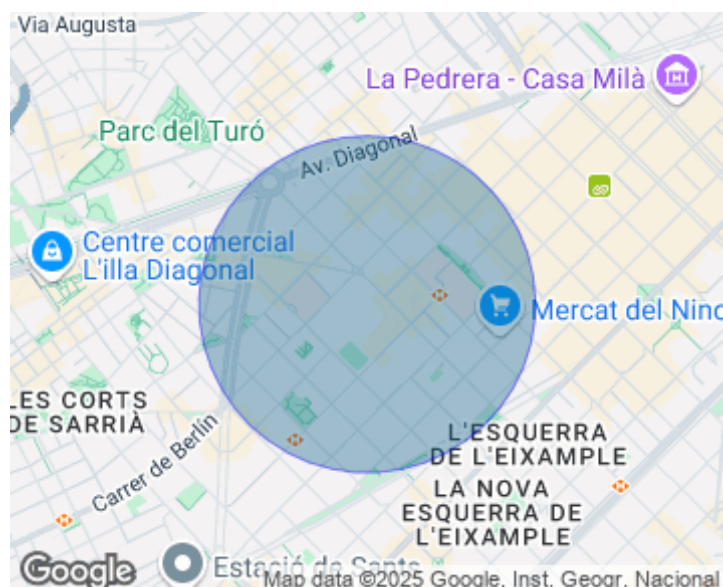 Via Augusta
La Pedrera - Casa Milà
Parc del Turó
Av. Diagonal
Centre comercial
L'illa Diagonal
Mercat del Nino
LES CORTS
DE SARRIÀ
L'ESQUERRA
DE L'EIXAMPLE
Carrer de Berlín
LA NOVA
ESQUERRA DE
L'EIXAMPLE
Google
Estació de Sants
Map data ©2025 Google, Inst. Geogr. Nacional